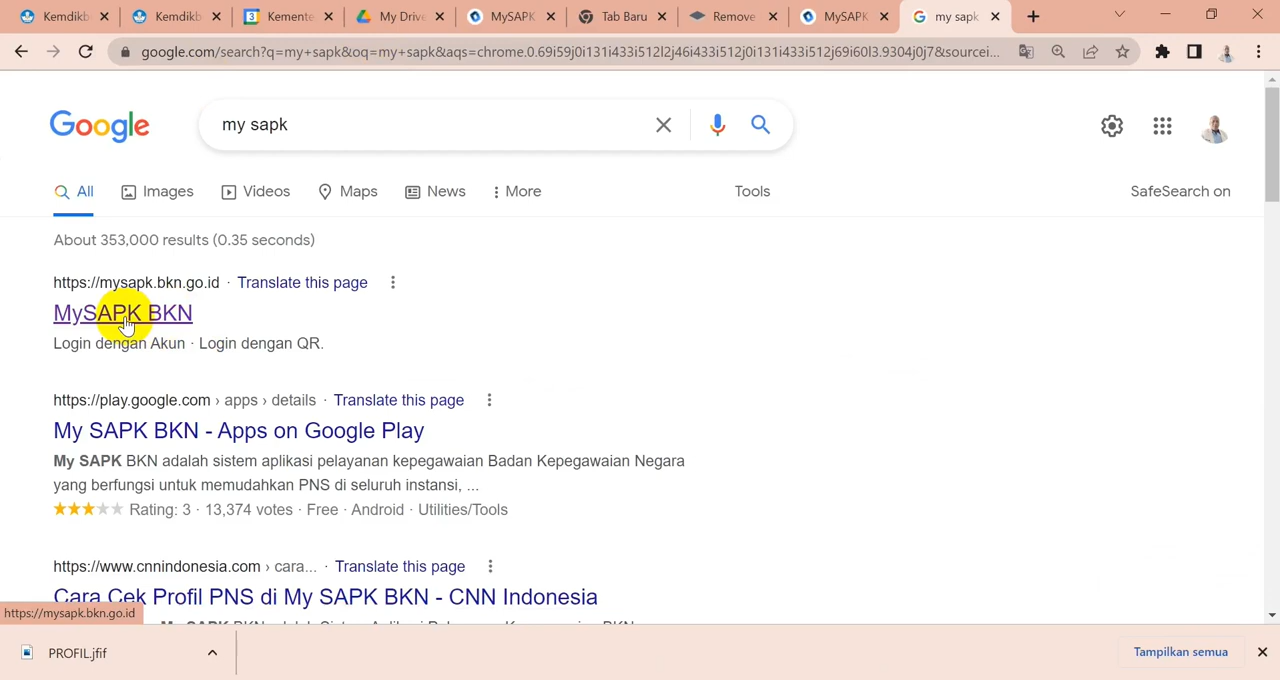 Kemdikb
Kemdikb
Kemente
My Drive
MySAPK
Tab Baru
Remove
MySAPK
my sapk
google.com/search?q=my+sapk&oq=my+sapk&aqs=chrome.0.69i59j0i131i433i512l2j46i433i512j0i131i433i512j69i60l3.9304j0j7&sourcei...
Google
my sapk
All
Images
Videos
Maps
News
More
Tools
SafeSearch on
About 353,000 results (0.35 seconds)
https://mysapk.bkn.go.id · Translate this page
MySAPK BKN
Login dengan Akun · Login dengan QR.
https://play.google.com › apps › details · Translate this page
My SAPK BKN - Apps on Google Play
My SAPK BKN adalah sistem aplikasi pelayanan kepegawaian Badan Kepegawaian Negara
yang berfungsi untuk memudahkan PNS di seluruh instansi, ...
Rating: 3 · 13,374 votes · Free · Android · Utilities/Tools
https://www.cnnindonesia.com › cara... · Translate this page
Cara Cek Profil PNS di My SAPK BKN - CNN Indonesia
https://mysapk.bkn.go.id
PROFIL.jfif
Tampilkan semua